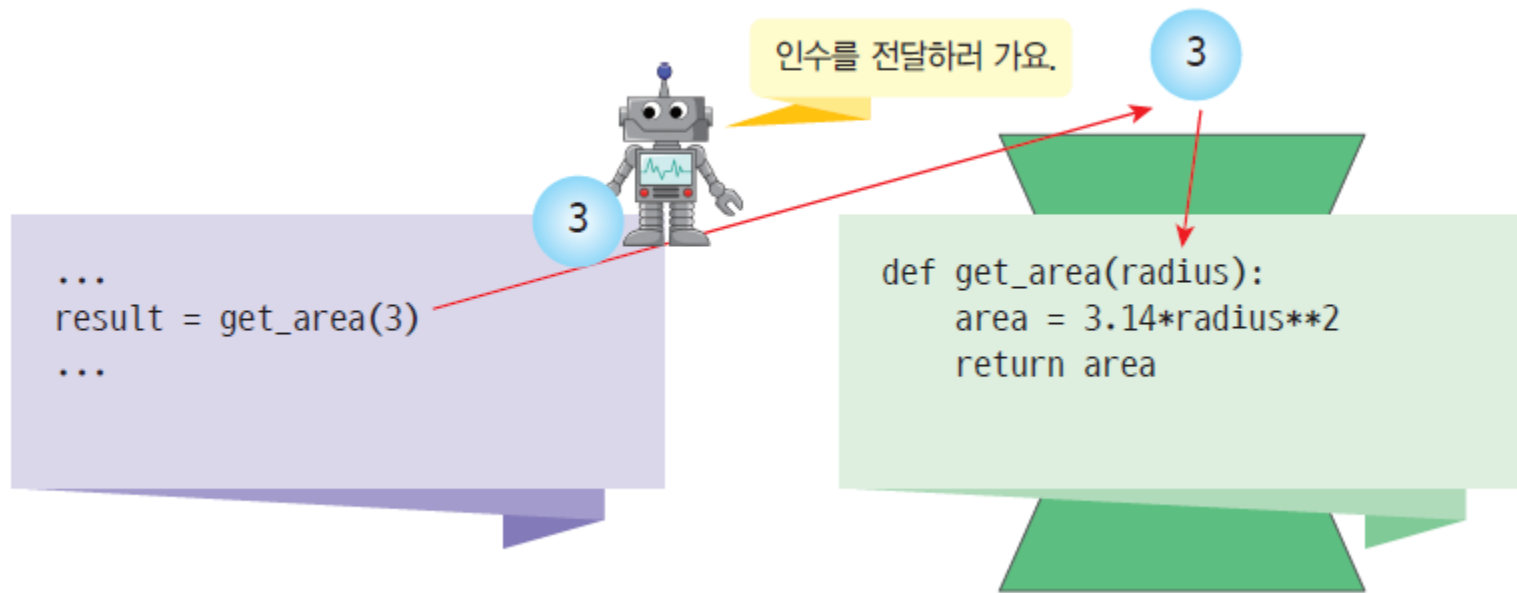 인수를 전달하러 가요.
3
3
...
result = get_area(3)
...
def get_area(radius):
    area = 3.14*radius**2
    return area